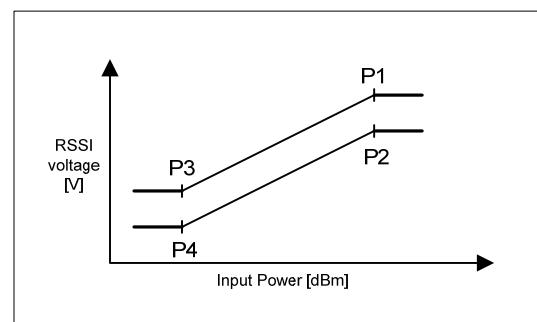 P1
RSSI
voltage
[V]
P2
P3
P4
Input Power [dBm]